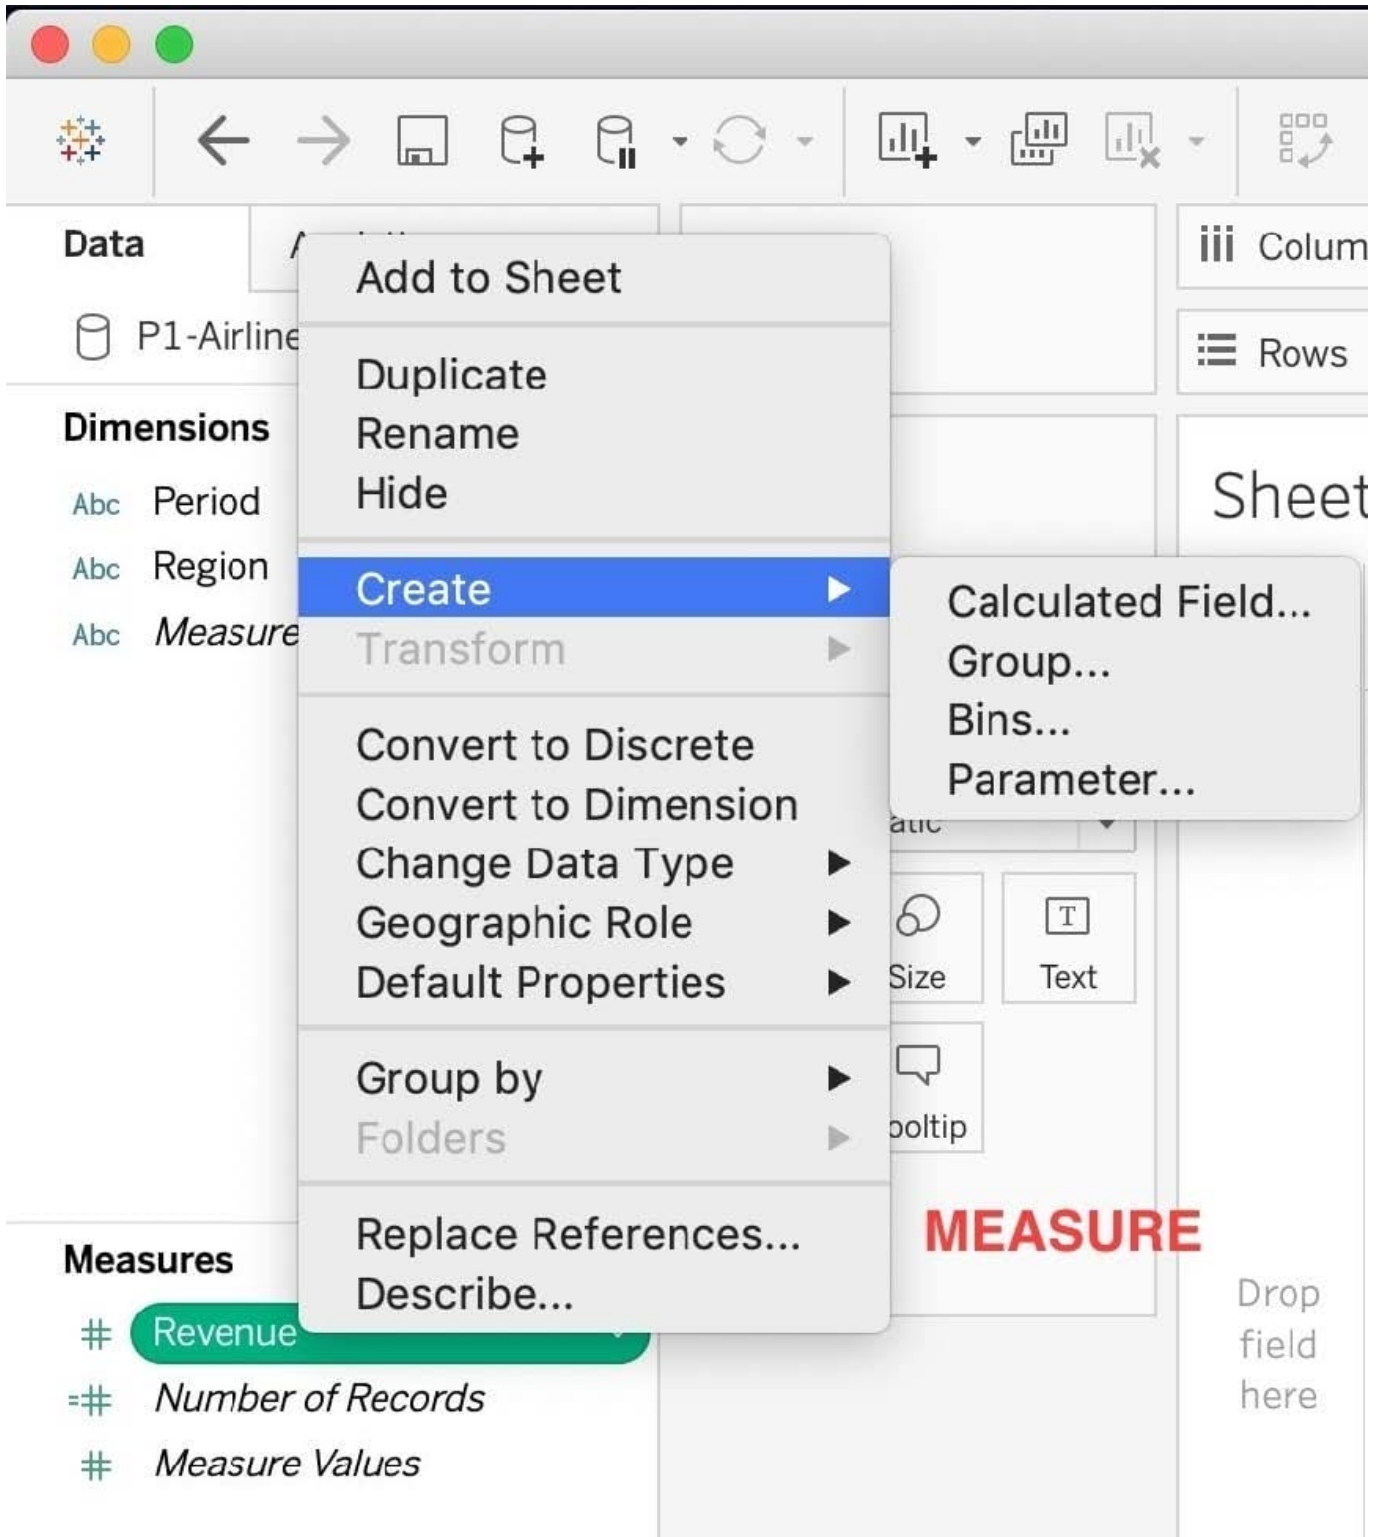 Data
P1-Airline
Colum
Rows
Dimensions
Abc Period
Abc Region
Abc Measure
Add to Sheet
Duplicate
Rename
Hide
Create
Transform
Convert to Discrete
Convert to Dimension
Change Data Type
Geographic Role
Default Properties
Group by
Folders
Replace References...
Describe...
Calculated Field...
Group...
Bins...
Parameter...
Sheet
atic
Size
T
Text
ooltip
MEASURE
Drop
field
here
Measures
# Revenue
=# Number of Records
# Measure Values